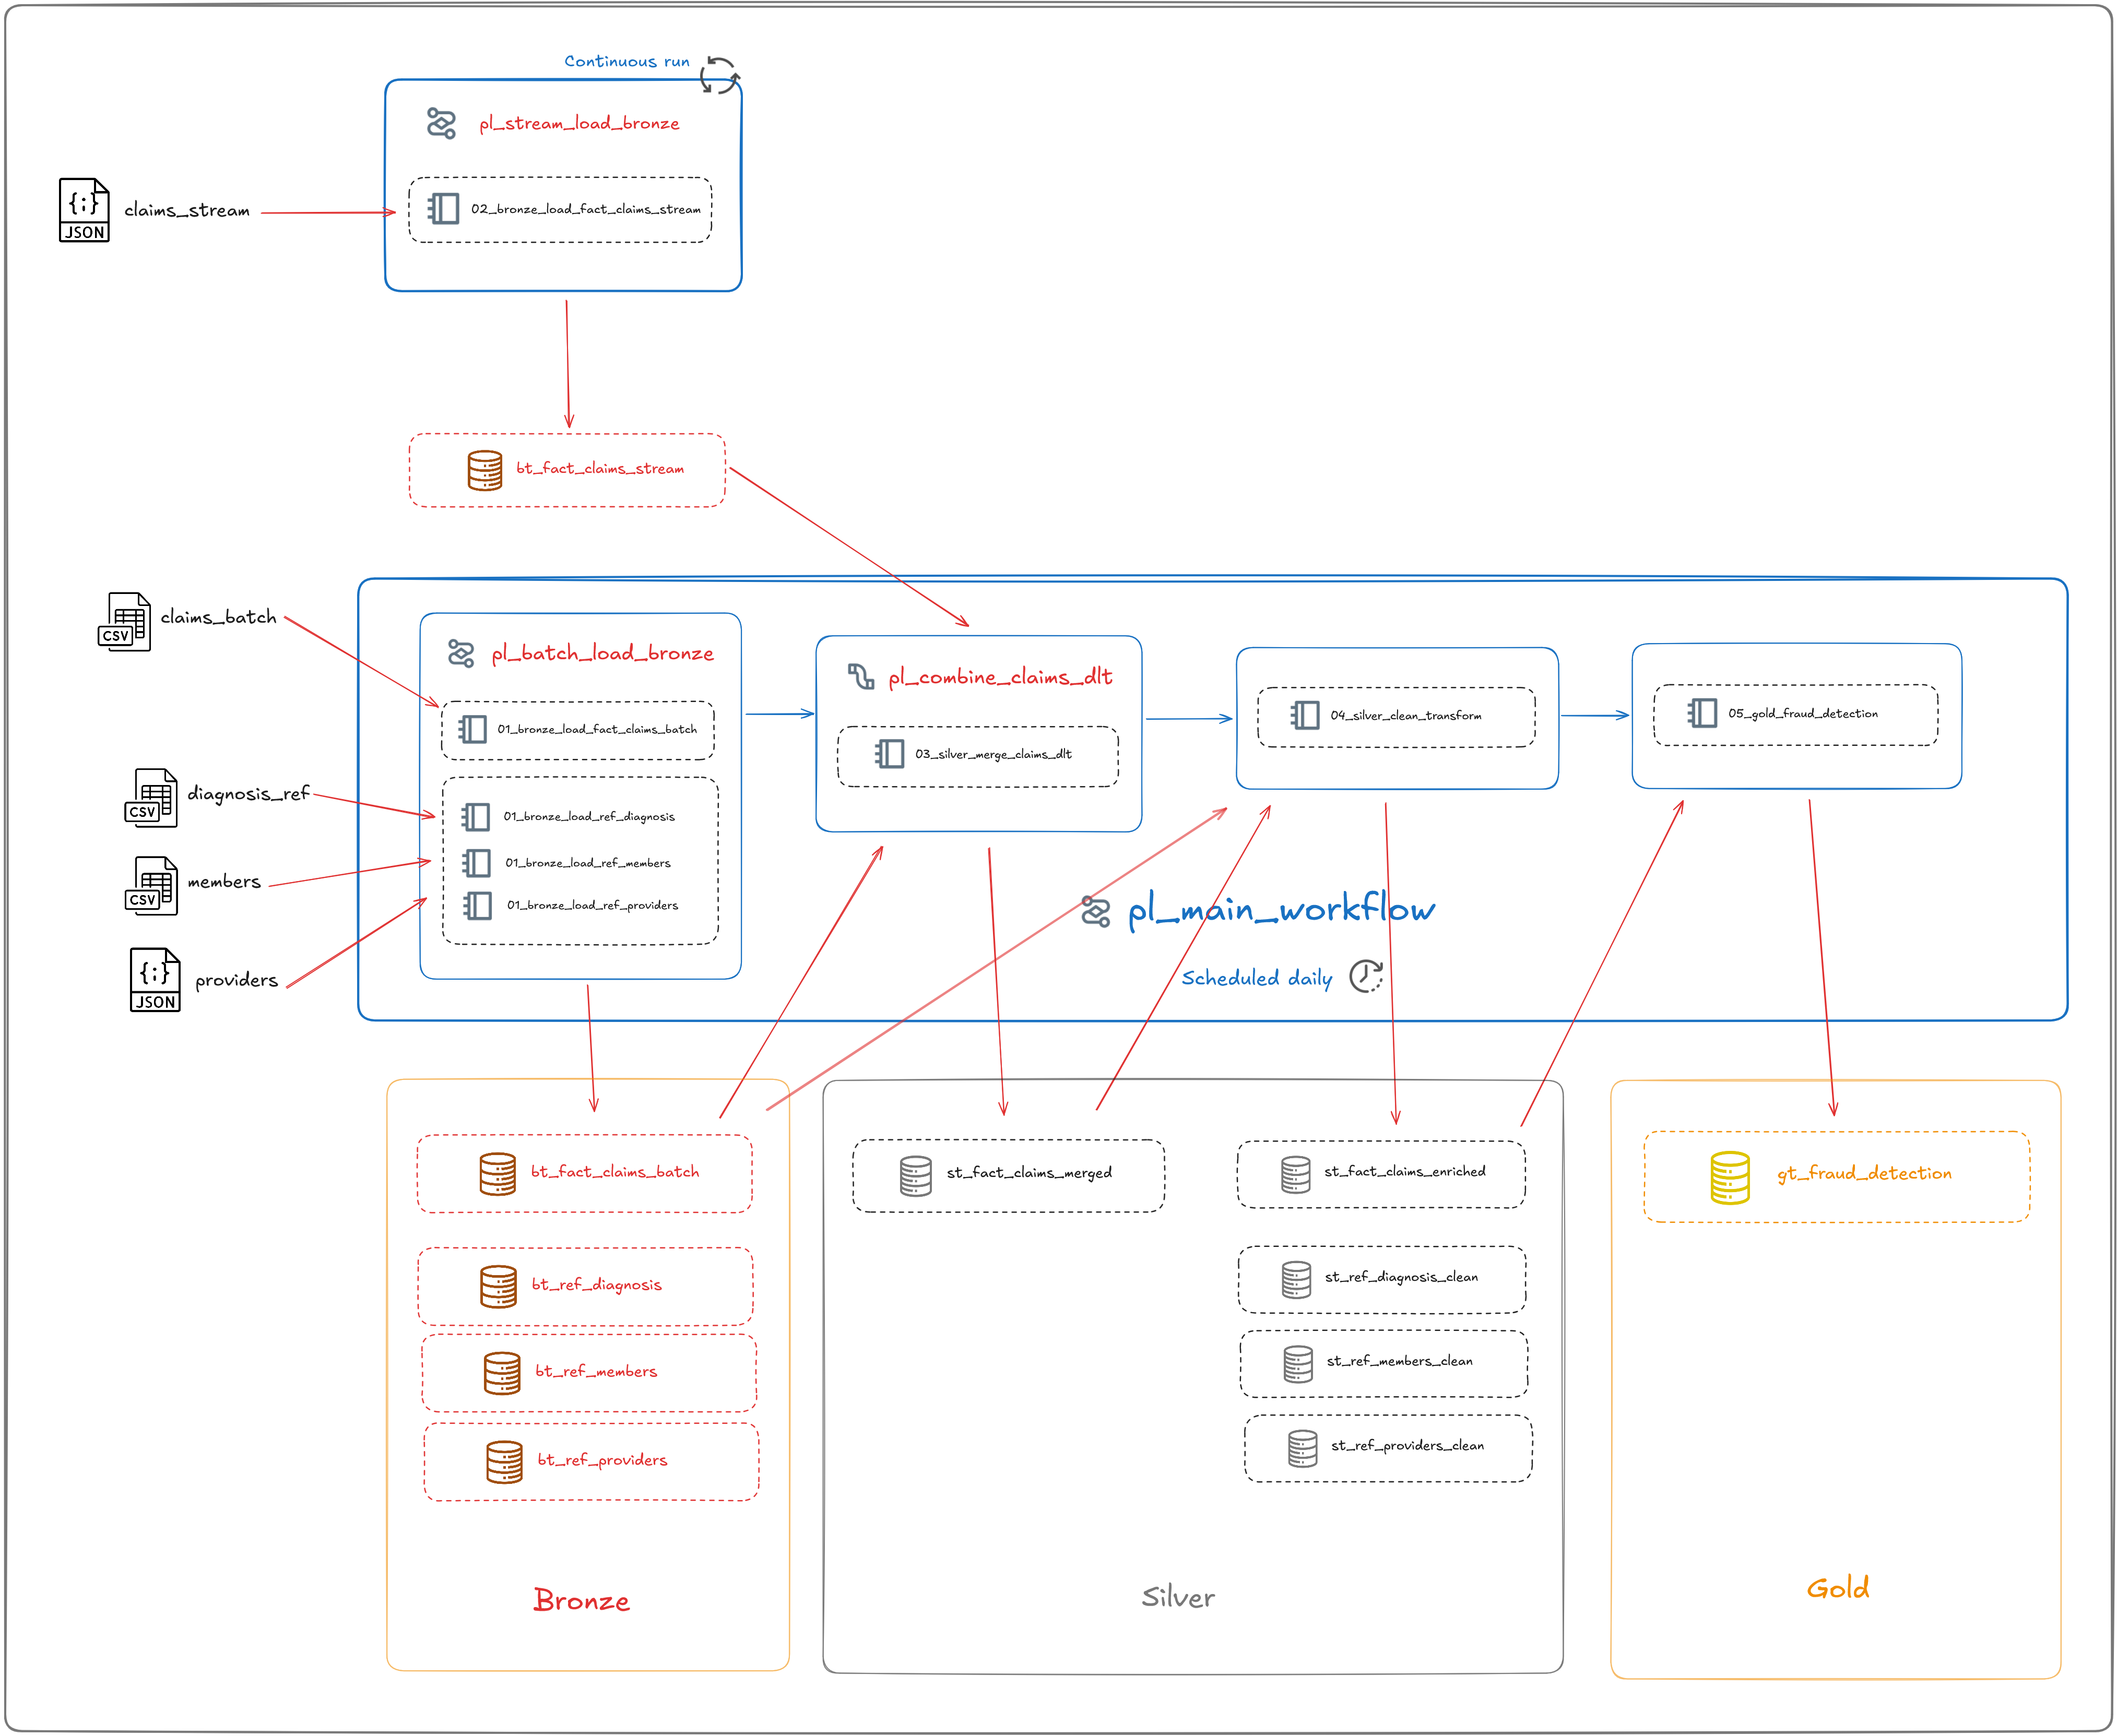 Continuous run
pl_stream_load_bronze
{;}
JSON
claims_stream
02_bronze_load_fact_claims_stream
bt_fact_claims_stream
CSV
claims_batch
pl_batch_load_bronze
01_bronze_load_fact_claims_batch
pl_combine_claims_dlt
03_silver_merge_claims_dlt
04_silver_clean_transform
05_gold_fraud_detection
CSV
diagnosis_ref
01_bronze_load_ref_diagnosis
CSV
members
01_bronze_load_ref_members
01_bronze_load_ref_providers
{;}
JSON
providers
pl_main_workflow
Scheduled daily
bt_fact_claims_batch
bt_ref_diagnosis
bt_ref_members
bt_ref_providers
Bronze
st_fact_claims_merged
st_fact_claims_enriched
st_ref_diagnosis_clean
st_ref_members_clean
st_ref_providers_clean
Silver
gt_fraud_detection
Gold